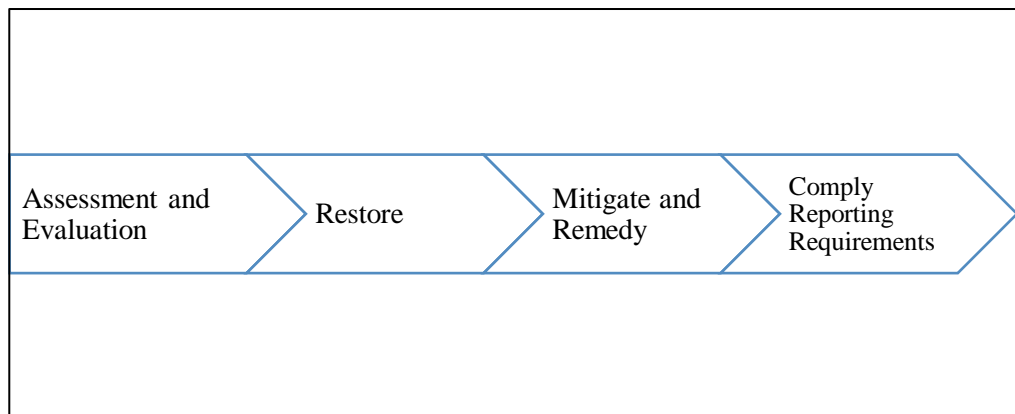 Assessment and
Evaluation
Restore
Mitigate and
Remedy
Comply
Reporting
Requirements